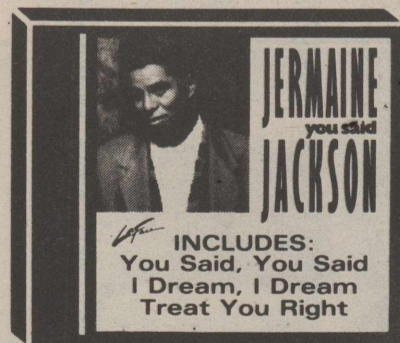 JERMAINE
you said
JACKSON
LaFace
INCLUDES:
You Said, You Said
I Dream, I Dream
Treat You Right